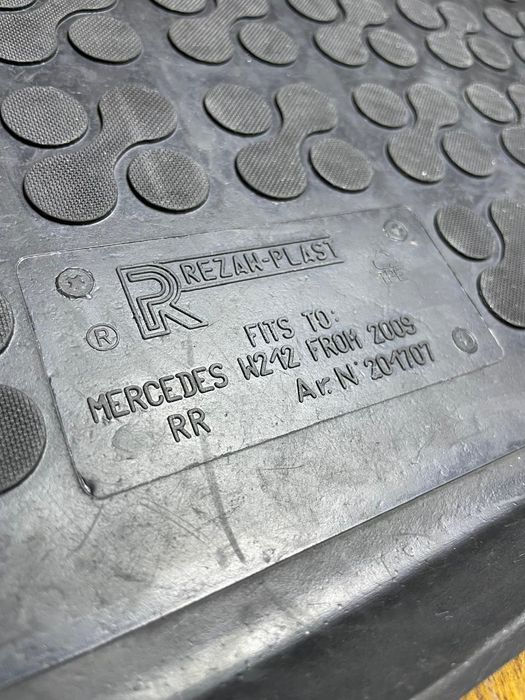 ® REZAW-PLAST
FITS TO:
MERCEDES W212 FROM 2009
RR Ar. N° 201707